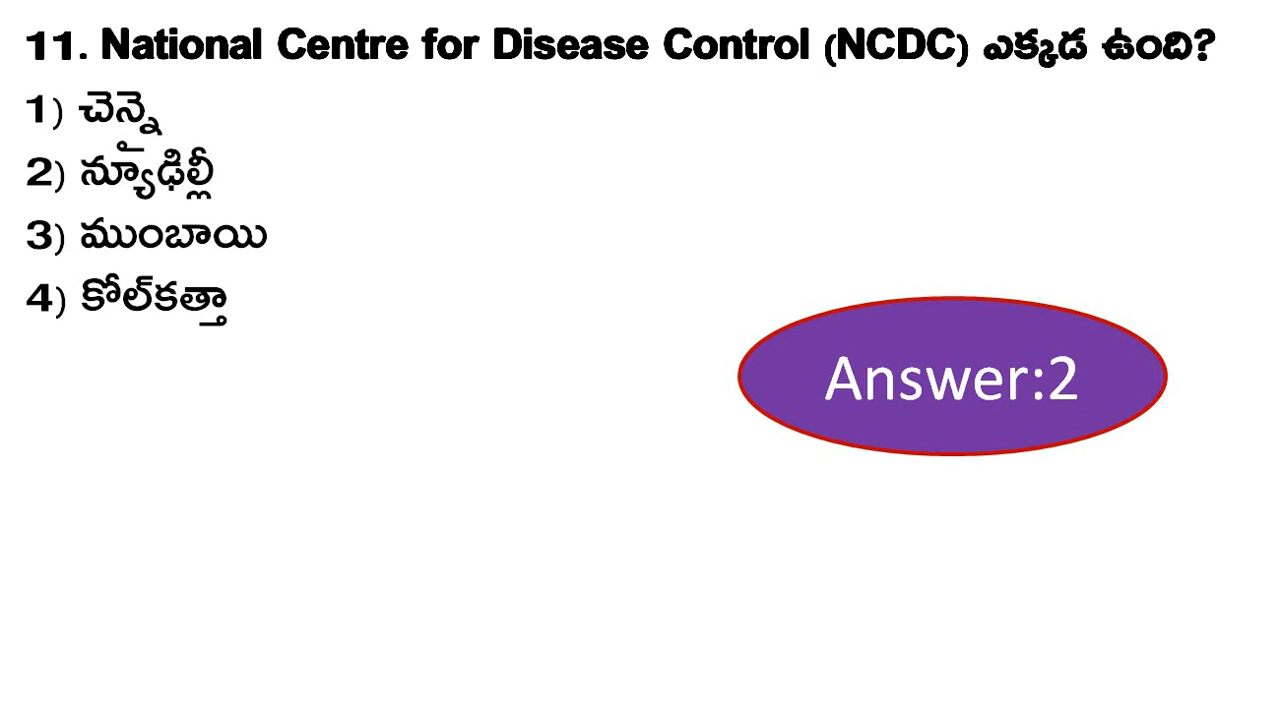 11. National Centre for Disease Control (NCDC) ఎక్కడ ఉంది?
1) చెన్నై
2) న్యూఢిల్లీ
3) ముంబాయి
4) కోల్‌కత్తా
Answer:2